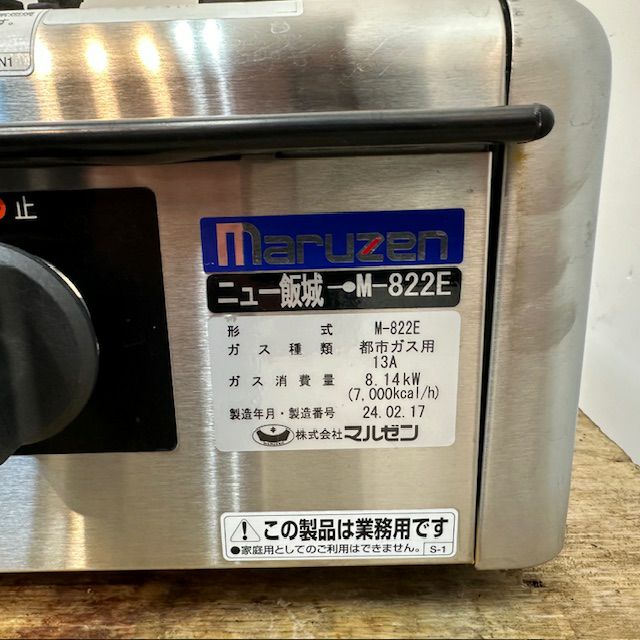 す。
N1
止
maruzen
ニュー飯城 M-822E
形式 M-822E
ガス種類 都市ガス用
13A
ガス消費量 8.14kW
(7,000kcal/h)
製造年月・製造番号 24.02.17
株式会社マルゼン
この製品は業務用です
●家庭用としてのご利用はできません。 S-1